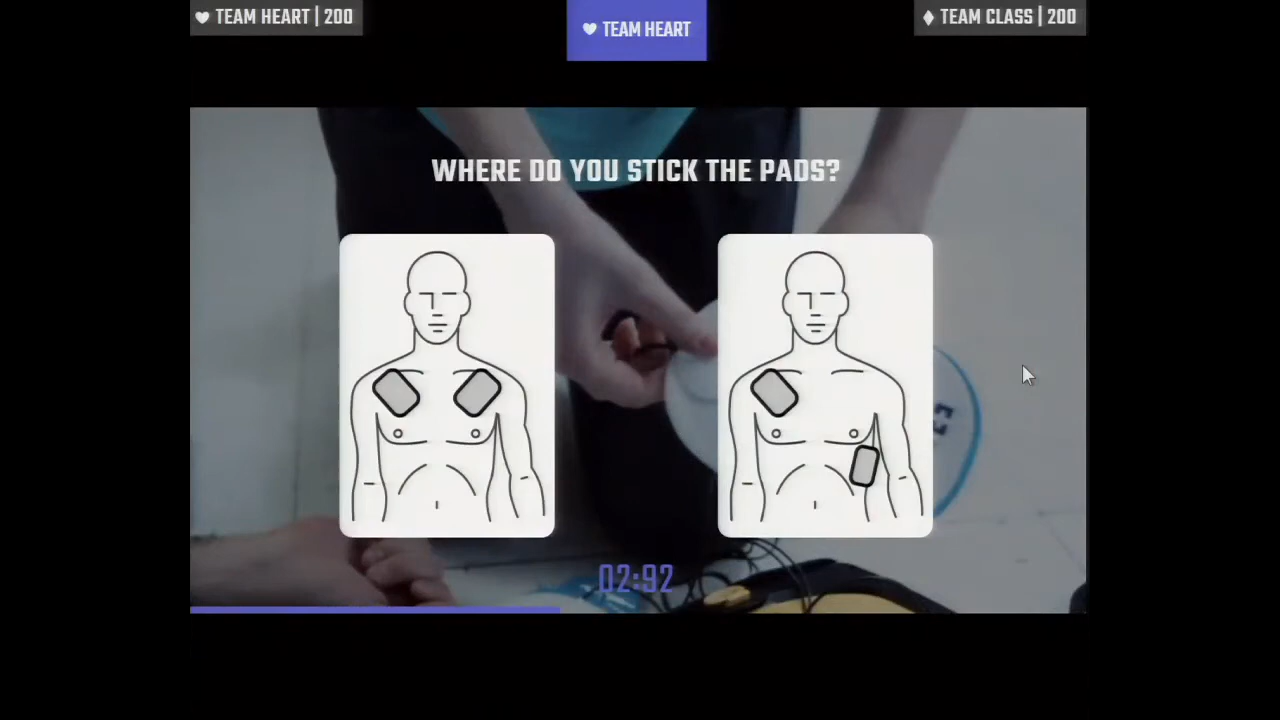 TEAM HEART | 200
TEAM HEART
TEAM CLASS | 200
WHERE DO YOU STICK THE PADS?
02:92